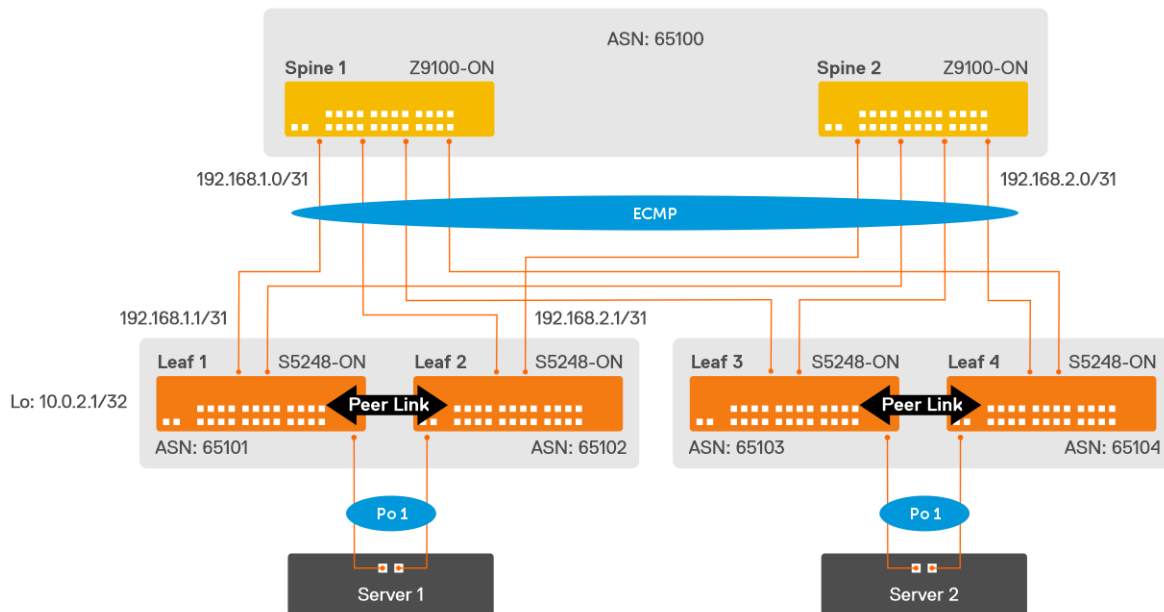 ASN: 65100
Spine 1 Z9100-ON
Spine 2 Z9100-ON
192.168.1.0/31
192.168.2.0/31
ECMP
192.168.1.1/31
192.168.2.1/31
Leaf 1 S5248-ON
Leaf 2 S5248-ON
Leaf 3 S5248-ON
Leaf 4 S5248-ON
Lo: 10.0.2.1/32
Peer Link
Peer Link
ASN: 65101
ASN: 65102
ASN: 65103
ASN: 65104
Po 1
Po 1
Server 1
Server 2